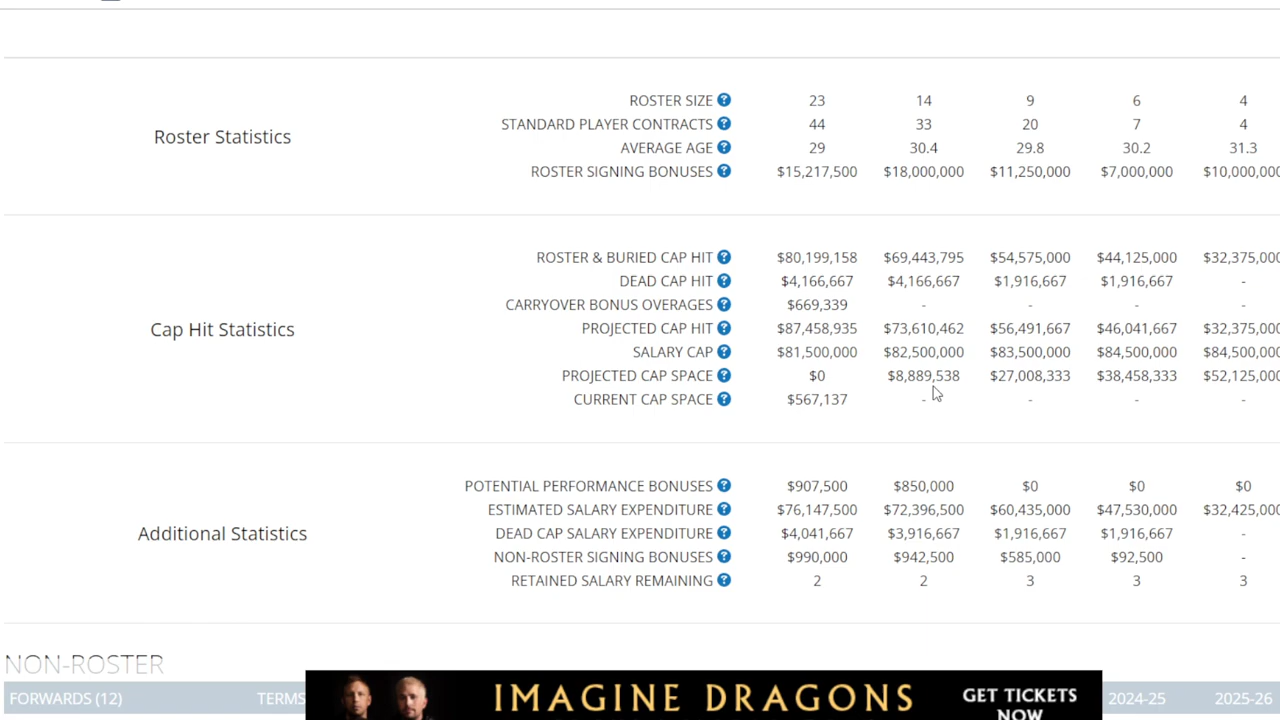 ROSTER SIZE ? 23 14 9 6 4
STANDARD PLAYER CONTRACTS ? 44 33 20 7 4
Roster Statistics
AVERAGE AGE ? 29 30.4 29.8 30.2 31.3
ROSTER SIGNING BONUSES ? $15,217,500 $18,000,000 $11,250,000 $7,000,000 $10,000,000
ROSTER & BURIED CAP HIT ? $80,199,158 $69,443,795 $54,575,000 $44,125,000 $32,375,000
DEAD CAP HIT ? $4,166,667 $4,166,667 $1,916,667 $1,916,667 -
CARRYOVER BONUS OVERAGES ? $669,339 - - - -
Cap Hit Statistics
PROJECTED CAP HIT ? $87,458,935 $73,610,462 $56,491,667 $46,041,667 $32,375,000
SALARY CAP ? $81,500,000 $82,500,000 $83,500,000 $84,500,000 $84,500,000
PROJECTED CAP SPACE ? $0 $8,889,538 $27,008,333 $38,458,333 $52,125,000
CURRENT CAP SPACE ? $567,137 - - - -
POTENTIAL PERFORMANCE BONUSES ? $907,500 $850,000 $0 $0 $0
ESTIMATED SALARY EXPENDITURE ? $76,147,500 $72,396,500 $60,435,000 $47,530,000 $32,425,000
Additional Statistics
DEAD CAP SALARY EXPENDITURE ? $4,041,667 $3,916,667 $1,916,667 $1,916,667 -
NON-ROSTER SIGNING BONUSES ? $990,000 $942,500 $585,000 $92,500 -
RETAINED SALARY REMAINING ? 2 2 3 3 3
NON-ROSTER
FORWARDS (12) TERMS 2024-25 2025-26
IMAGINE DRAGONS
GET TICKETS
NOW